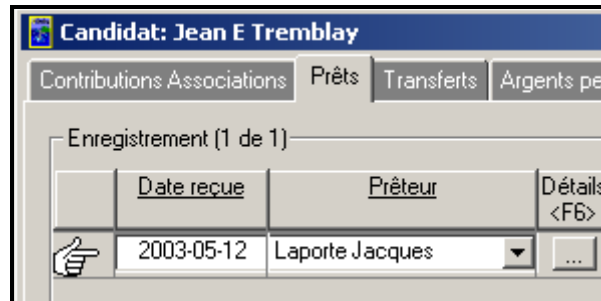 Candidat: Jean E Tremblay
Contributions Associations Prêts Transferts Argents pe
Enregistrement (1 de 1)
Date reçue Prêteur Détails <F6>
2003-05-12 Laporte Jacques ...